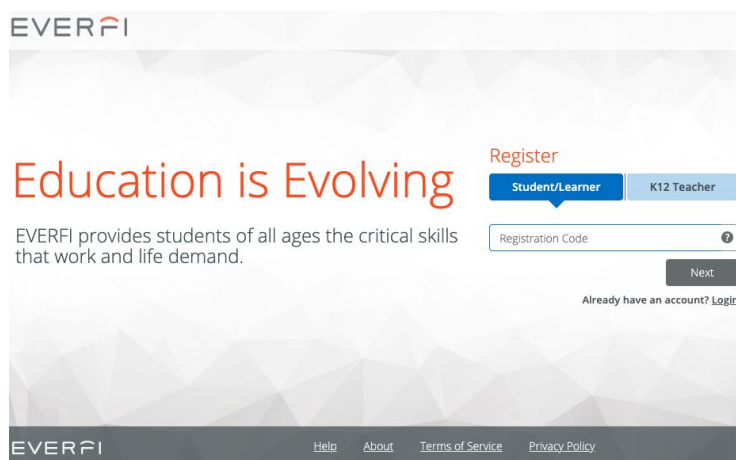 EVERFI
Education is Evolving
EVERFI provides students of all ages the critical skills
that work and life demand.
Register
Student/Learner
K12 Teacher
Registration Code
?
Next
Already have an account? Login
EVERFI
Help About Terms of Service Privacy Policy